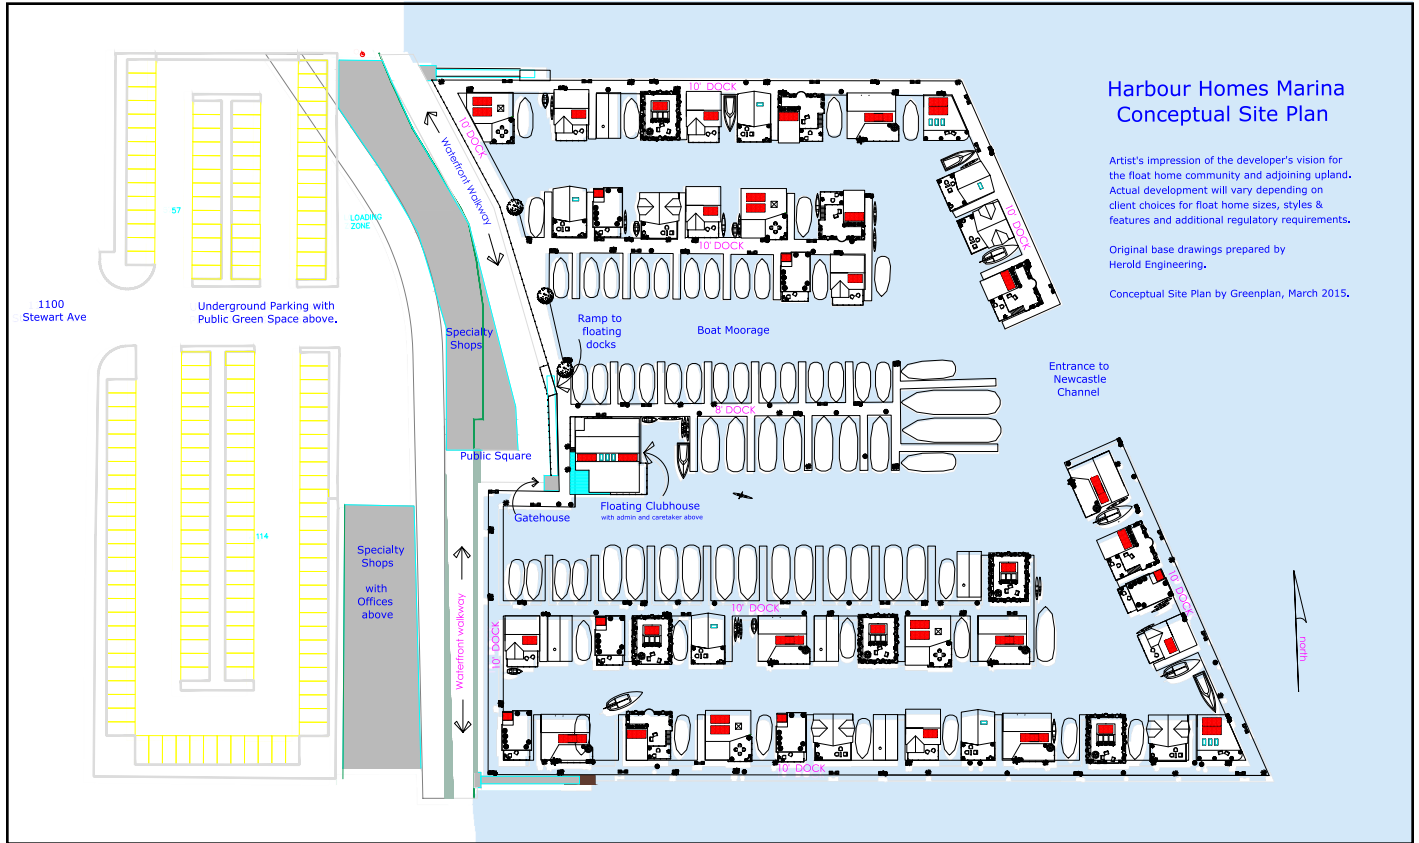 Harbour Homes Marina
Conceptual Site Plan
Artist's impression of the developer's vision for
the float home community and adjoining upland.
Actual development will vary depending on
client choices for float home sizes, styles &
features and additional regulatory requirements.
Original base drawings prepared by
Herold Engineering.
Conceptual Site Plan by Greenplan, March 2015.
10' DOCK
10' DOCK
Waterfront Walkway
57
LOADING
ZONE
10' DOCK
10' DOCK
1100
Stewart Ave
Underground Parking with
Public Green Space above.
Specialty
Shops
Ramp to
floating
docks
Boat Moorage
Entrance to
Newcastle
Channel
8' DOCK
Public Square
Gatehouse
Floating Clubhouse
with admin and caretaker above
114
Specialty
Shops
with
Offices
above
Waterfront walkway
10' DOCK
10' DOCK
10' DOCK
north
10' DOCK